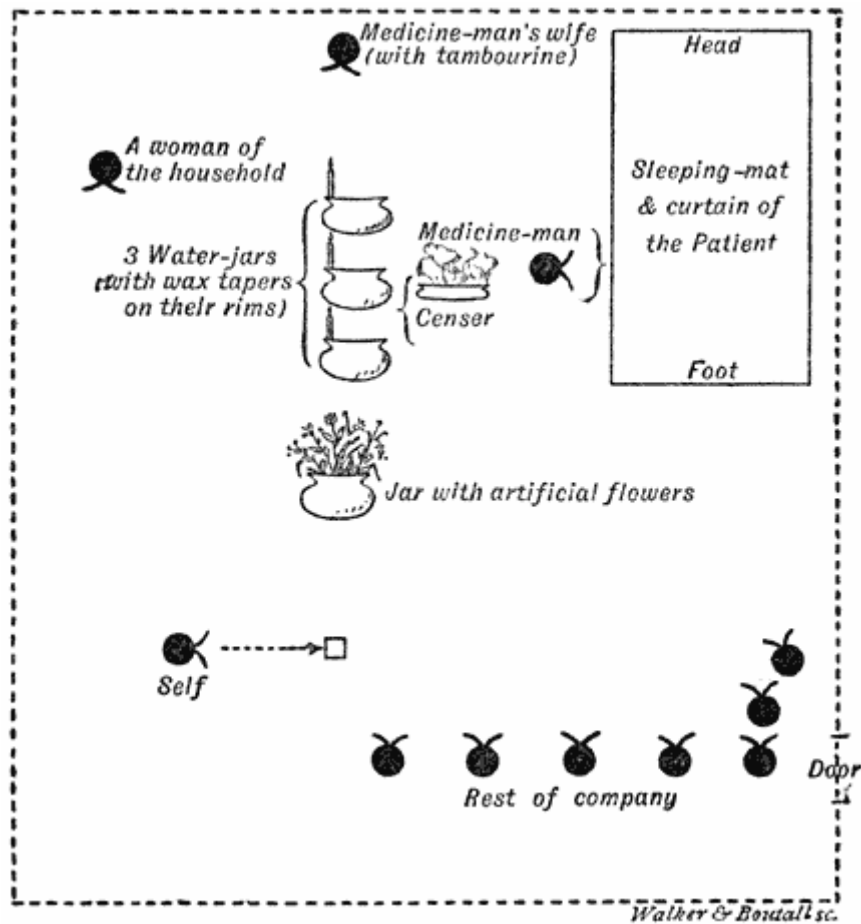 Medicine-man's wife
(with tambourine)
Head
A woman of
the household
Sleeping-mat
& curtain of
the Patient
Medicine-man
3 Water-jars
(with wax tapers
on their rims)
Censer
Foot
Jar with artificial flowers
Self
Door
Rest of company
Walker & Boutall sc.